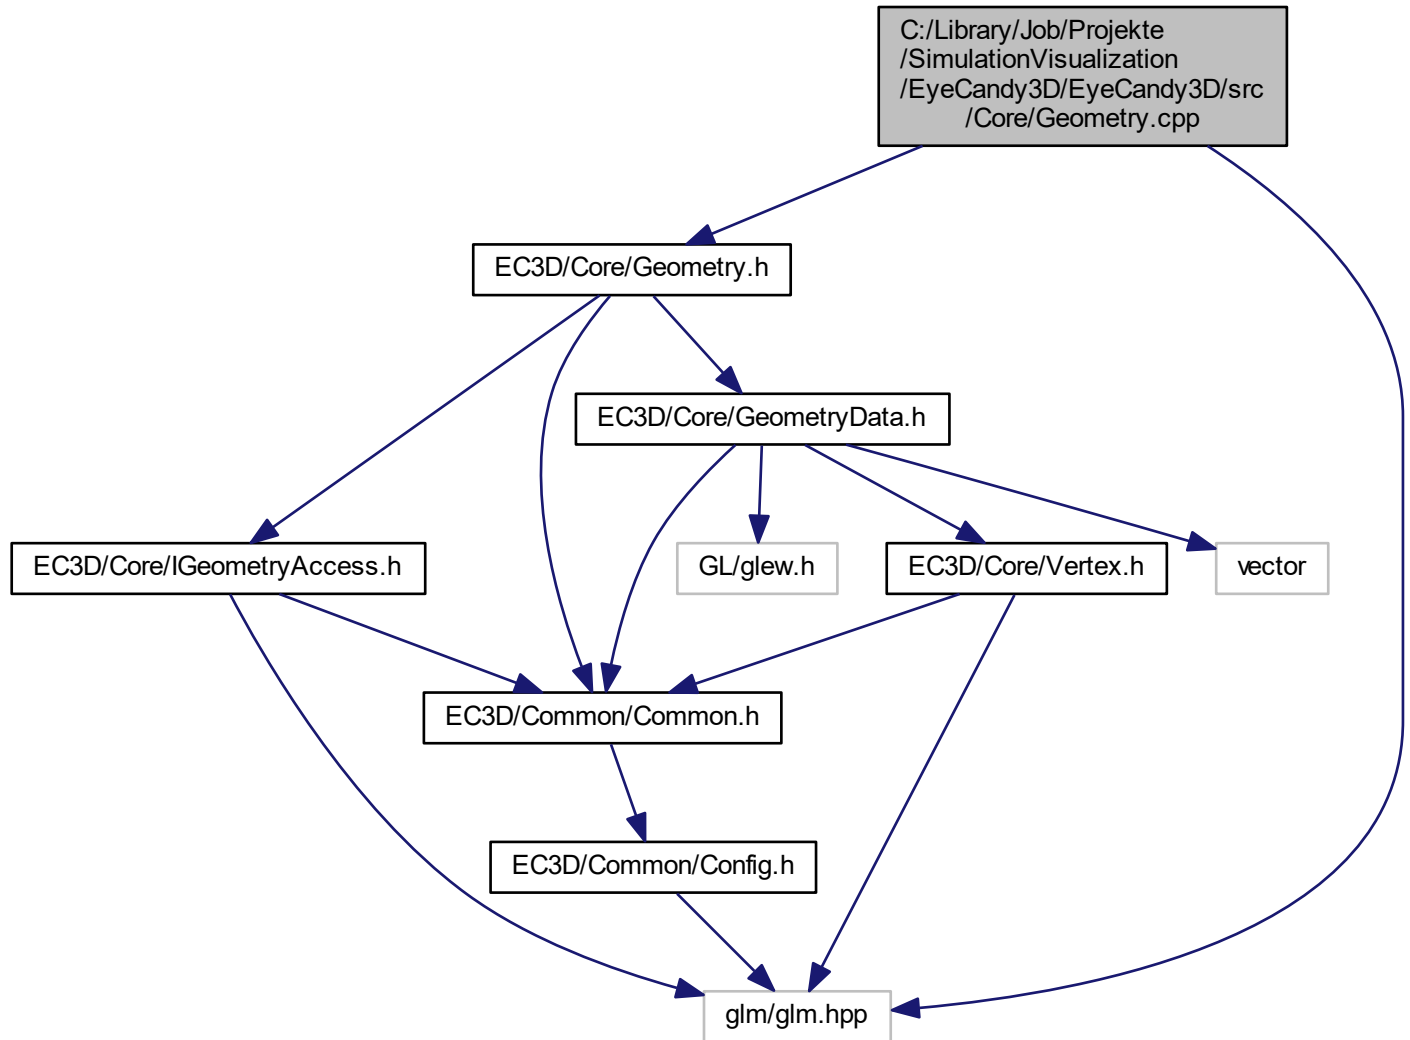 C:/Library/Job/Projekte
/SimulationVisualization
/EyeCandy3D/EyeCandy3D/src
/Core/Geometry.cpp
EC3D/Core/Geometry.h
EC3D/Core/GeometryData.h
EC3D/Core/IGeometryAccess.h
GL/glew.h
EC3D/Core/Vertex.h
vector
EC3D/Common/Common.h
EC3D/Common/Config.h
glm/glm.hpp